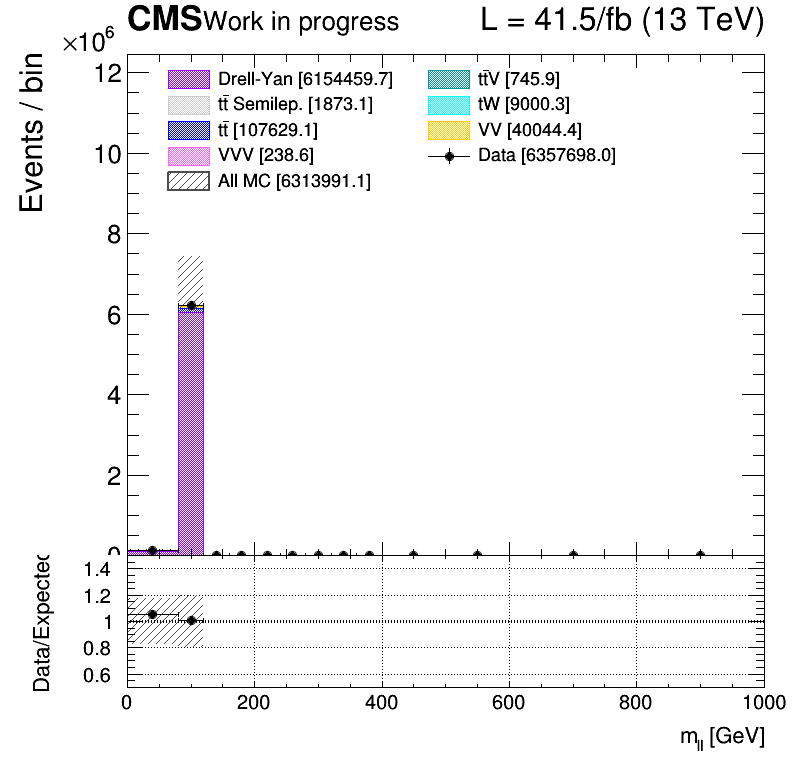 CMS Work in progress L = 41.5/fb (13 TeV)
×10⁶
Events / bin
12
10
8
6
4
2
0
Drell-Yan [6154459.7]
tt̄ Semilep. [1873.1]
tt̄ [107629.1]
VVV [238.6]
All MC [6313991.1]
tt̄V [745.9]
tW [9000.3]
VV [40044.4]
Data [6357698.0]
Data/Expected
1.4
1.2
1
0.8
0.6
0 200 400 600 800 1000
m_ll [GeV]